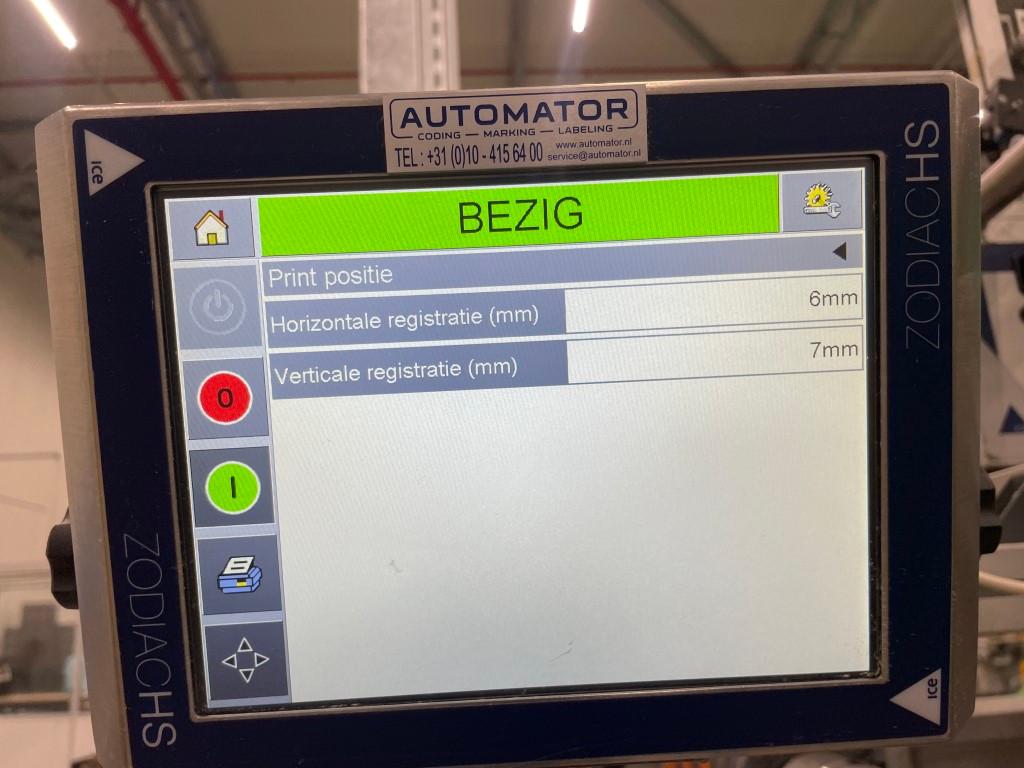 AUTOMATOR
CODING — MARKING — LABELING
TEL : +31 (0)10 - 415 64 00
www.automator.nl
service@automator.nl
ICE
ZODIACHS
BEZIG
Print positie
Horizontale registratie (mm) 6mm
Verticale registratie (mm) 7mm
0
I
ZODIACHS
ICE